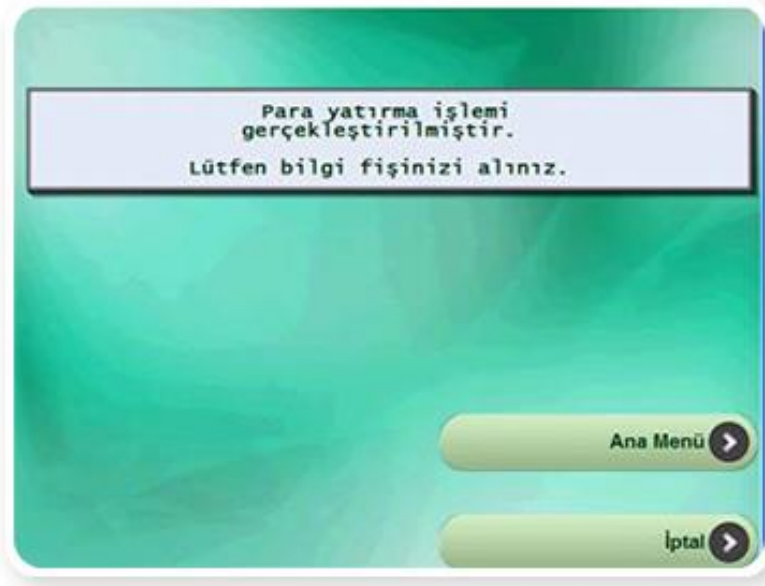 Para yatırma işlemi
gerçekleştirilmiştir.
Lütfen bilgi fişinizi alınız.
Ana Menü
İptal